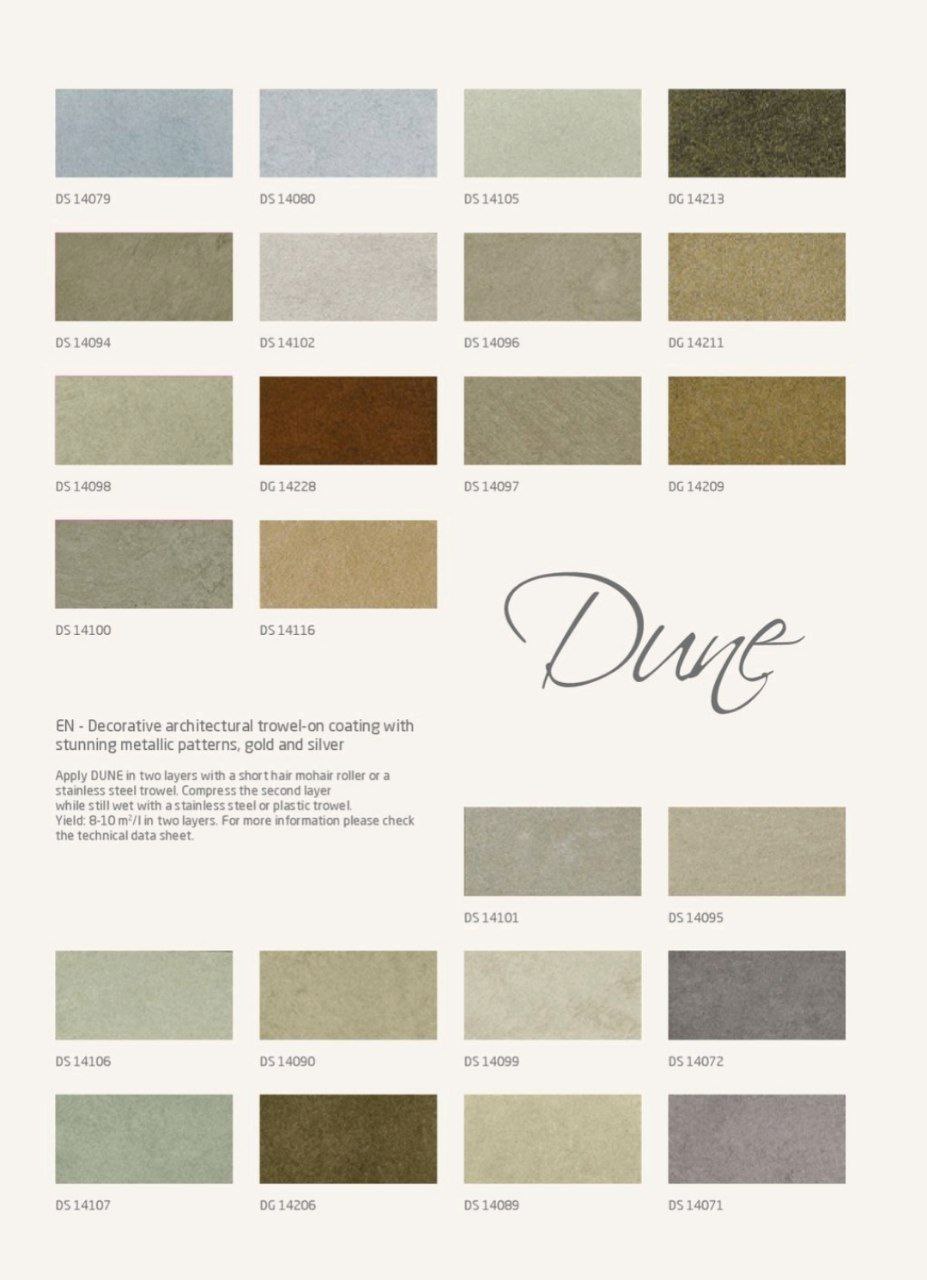 DS 14079
DS 14080
DS 14105
DG 14213
DS 14094
DS 14102
DS 14096
DG 14211
DS 14098
DG 14228
DS 14097
DG 14209
DS 14100
DS 14116
Dune
EN - Decorative architectural trowel-on coating with
stunning metallic patterns, gold and silver
Apply DUNE in two layers with a short hair mohair roller or a
stainless steel trowel. Compress the second layer
while still wet with a stainless steel or plastic trowel.
Yield: 8-10 m²/l in two layers. For more information please check
the technical data sheet.
DS 14101
DS 14095
DS 14106
DS 14090
DS 14099
DS 14072
DS 14107
DG 14206
DS 14089
DS 14071